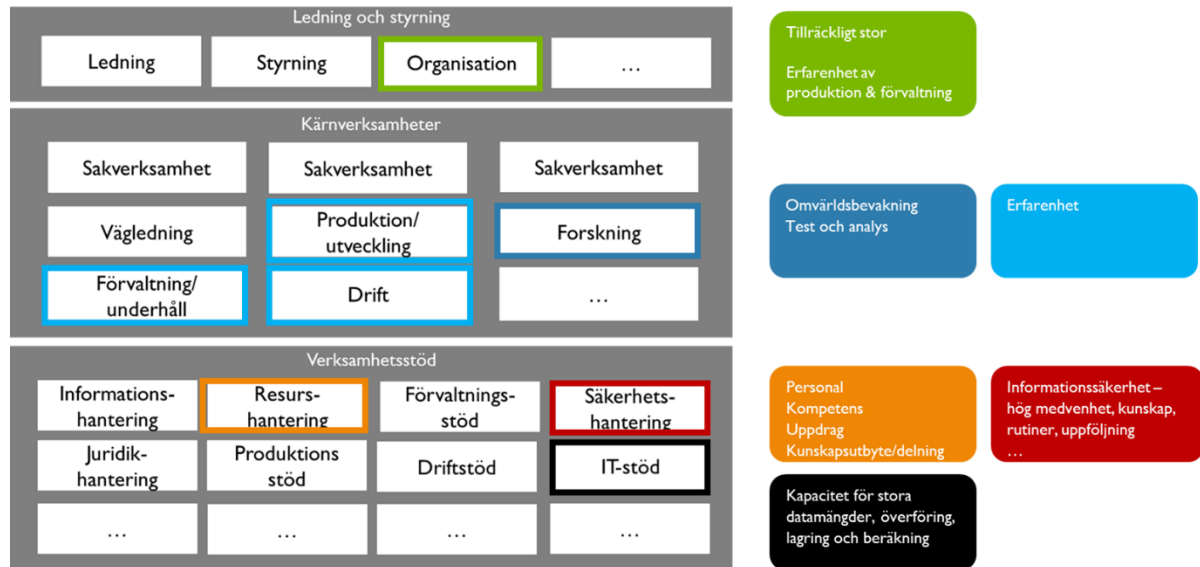 Ledning och styrning
Ledning
Styrning
Organisation
…
Kärnverksamheter
Sakverksamhet
Sakverksamhet
Sakverksamhet
Vägledning
Produktion/
utveckling
Forskning
Förvaltning/
underhåll
Drift
…
Verksamhetsstöd
Informations-
hantering
Resurs-
hantering
Förvaltnings-
stöd
Säkerhets-
hantering
Juridik-
hantering
Produktions
stöd
Driftstöd
IT-stöd
…
…
…
…
Tillräckligt stor
Erfarenhet av
produktion & förvaltning
Omvärldsbevakning
Test och analys
Erfarenhet
Personal
Kompetens
Uppdrag
Kunskapsutbyte/delning
Informationssäkerhet –
hög medvenhet, kunskap,
rutiner, uppföljning
…
Kapacitet för stora
datamängder, överföring,
lagring och beräkning